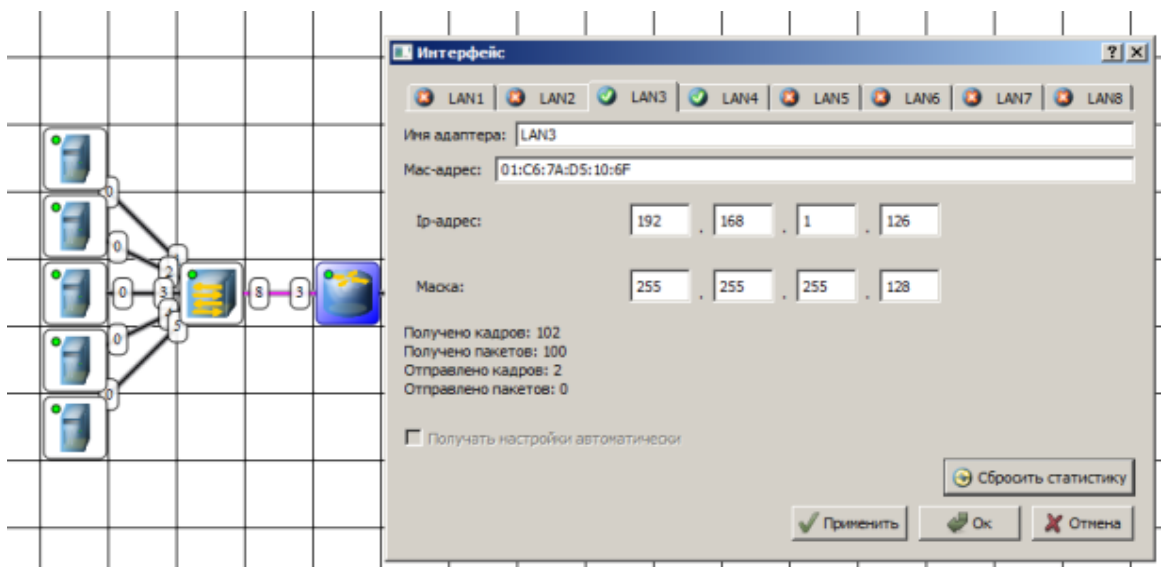 Интерфейс
LAN1 LAN2 LAN3 LAN4 LAN5 LAN6 LAN7 LAN8
Имя адаптера: LAN3
Mac-адрес: 01:C6:7A:D5:10:6F
Ip-адрес: 192 . 168 . 1 . 126
Маска: 255 . 255 . 255 . 128
Получено кадров: 102
Получено пакетов: 100
Отправлено кадров: 2
Отправлено пакетов: 0
Получать настройки автоматически
Сбросить статистику
Применить Ок Отмена
0
0 2
0 3 8 3
0 5
0